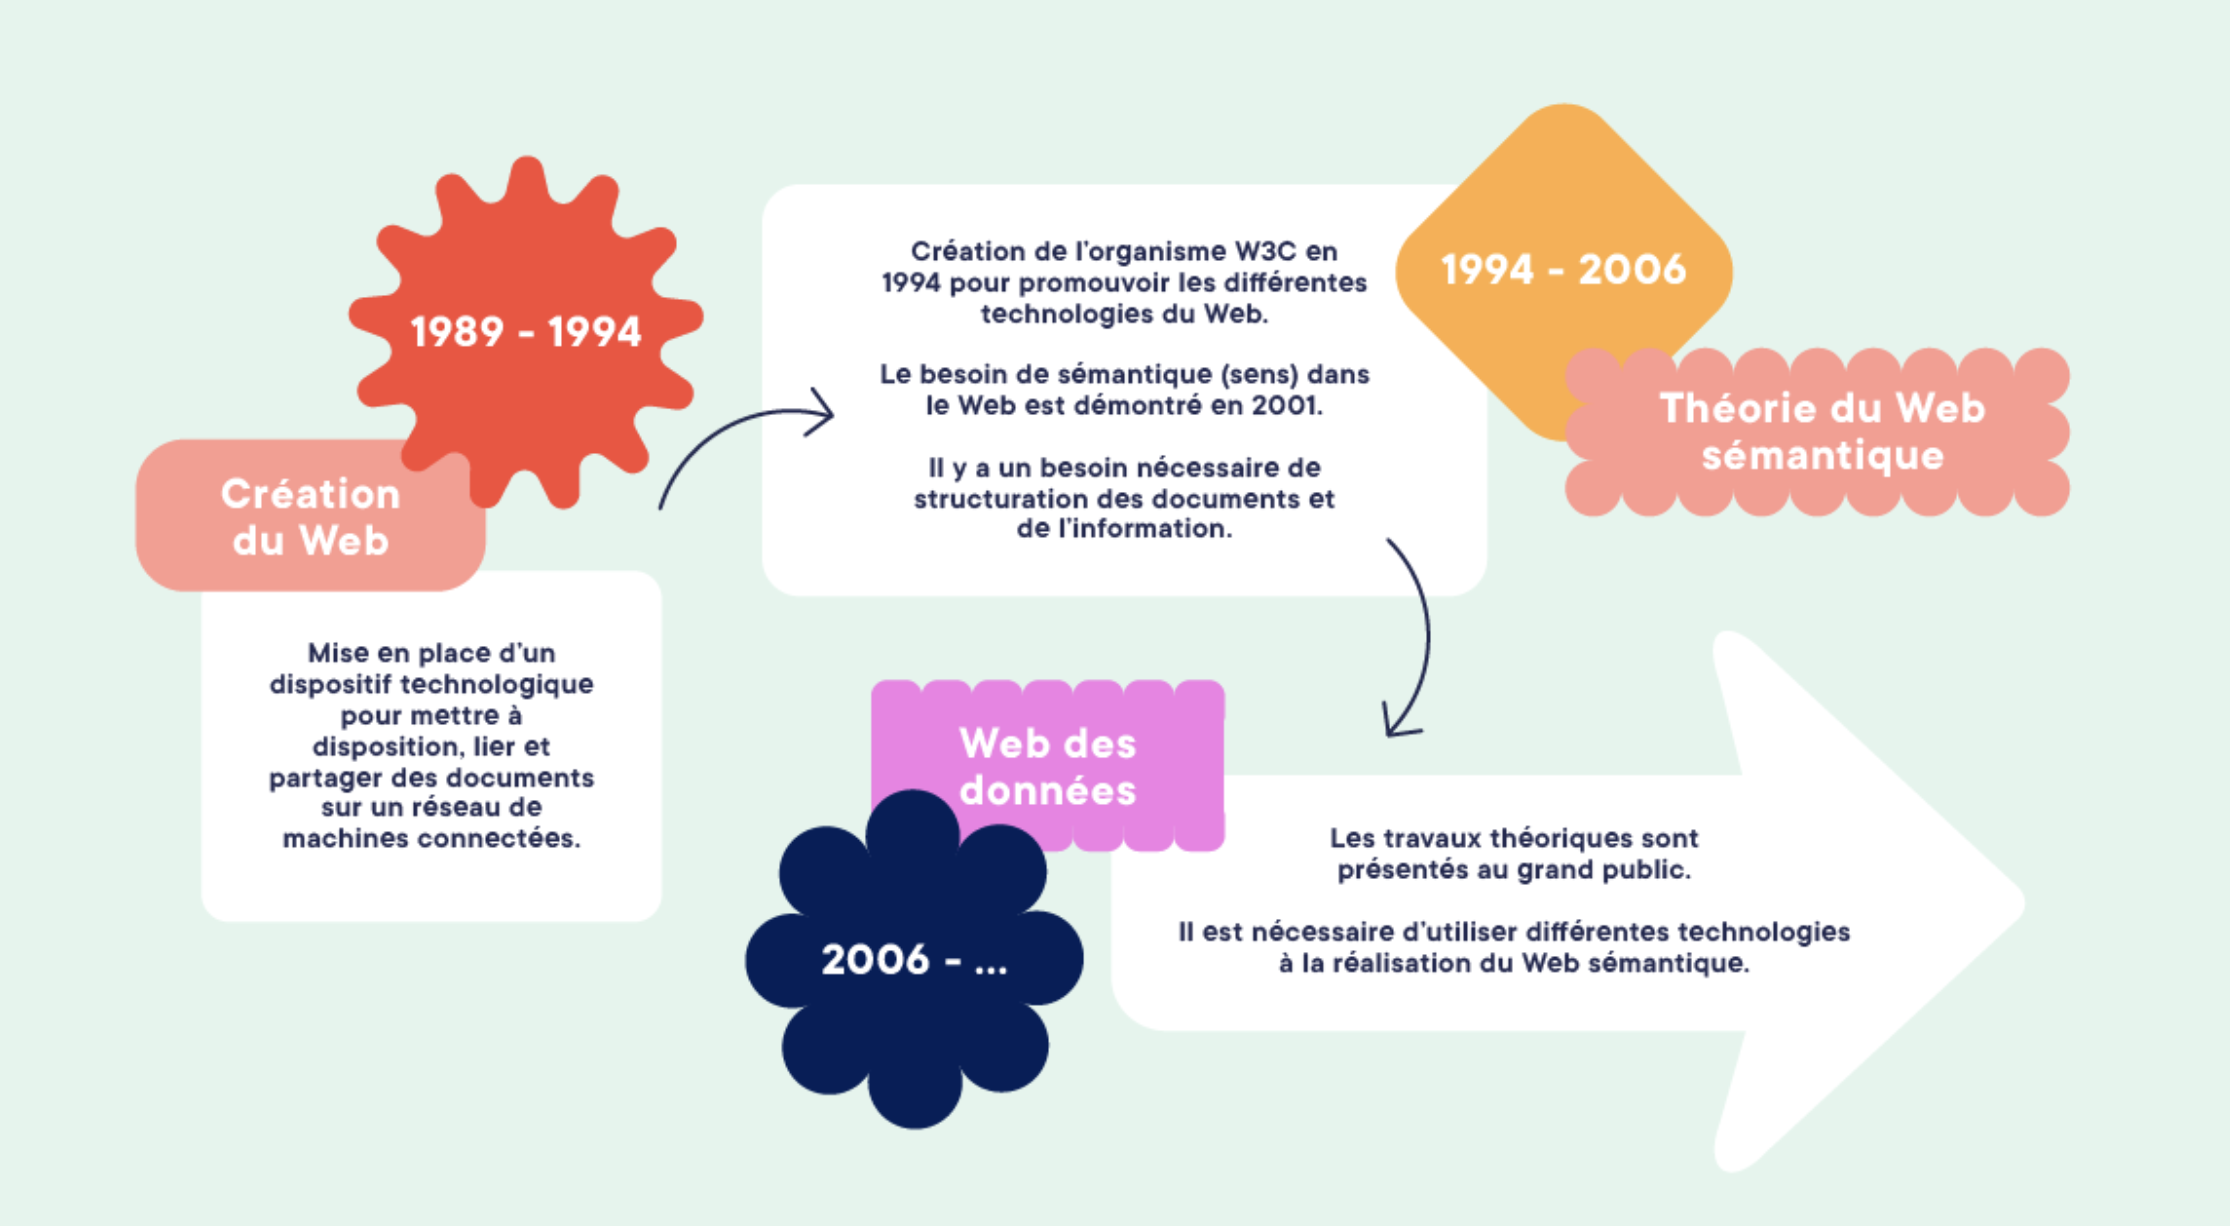 1989 - 1994
Création
du Web
Mise en place d'un
dispositif technologique
pour mettre à
disposition, lier et
partager des documents
sur un réseau de
machines connectées.
1994 - 2006
Théorie du Web
sémantique
Création de l'organisme W3C en
1994 pour promouvoir les différentes
technologies du Web.
Le besoin de sémantique (sens) dans
le Web est démontré en 2001.
Il y a un besoin nécessaire de
structuration des documents et
de l'information.
Web des
données
2006 - ...
Les travaux théoriques sont
présentés au grand public.
Il est nécessaire d'utiliser différentes technologies
à la réalisation du Web sémantique.